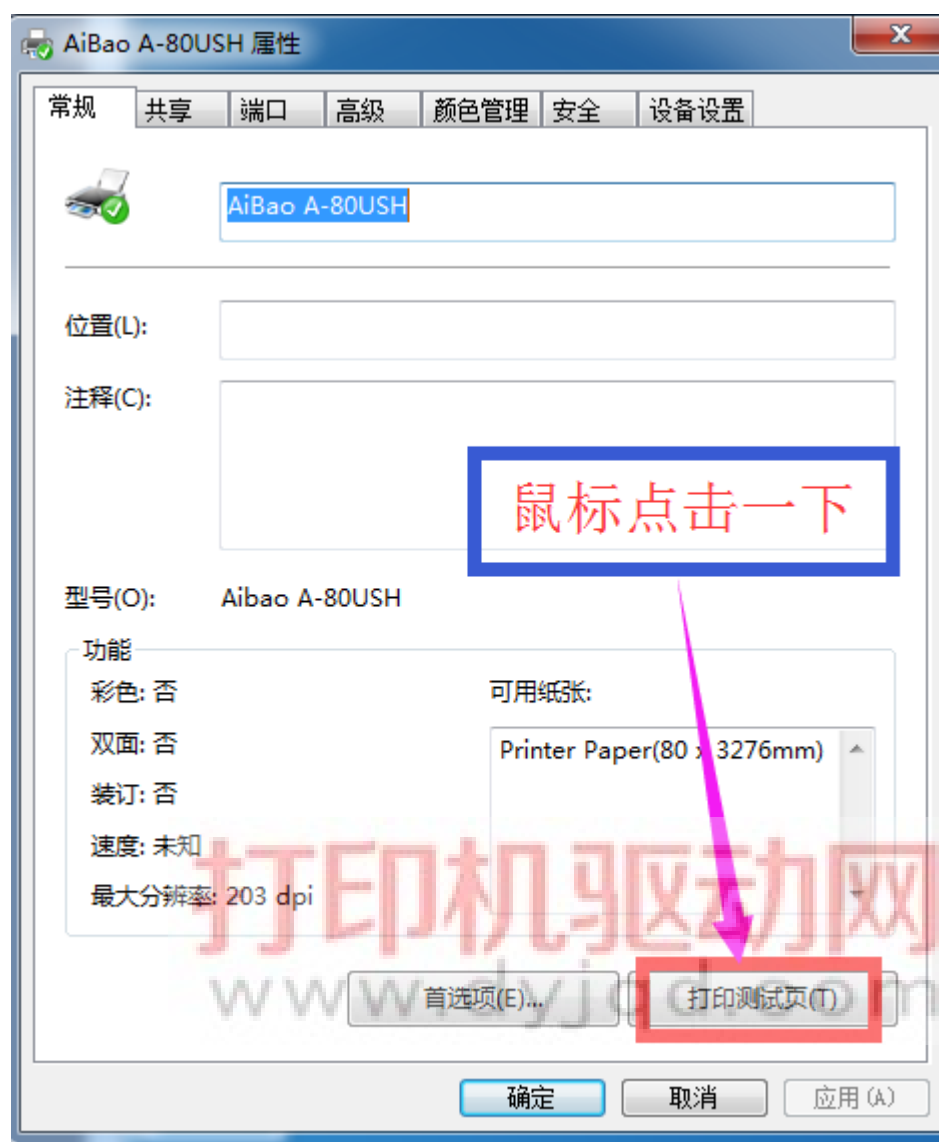 AiBao A-80USH 属性
常规 共享 端口 高级 颜色管理 安全 设备设置
AiBao A-80USH
位置(L):
注释(C):
鼠标点击一下
型号(O): Aibao A-80USH
功能
彩色: 否 可用纸张:
双面: 否 Printer Paper(80 x 3276mm)
装订: 否
速度: 未知
最大分辨率: 203 dpi
打印机驱动网
www.dyjqd.com
首选项(E)... 打印测试页(T)
确定 取消 应用(A)